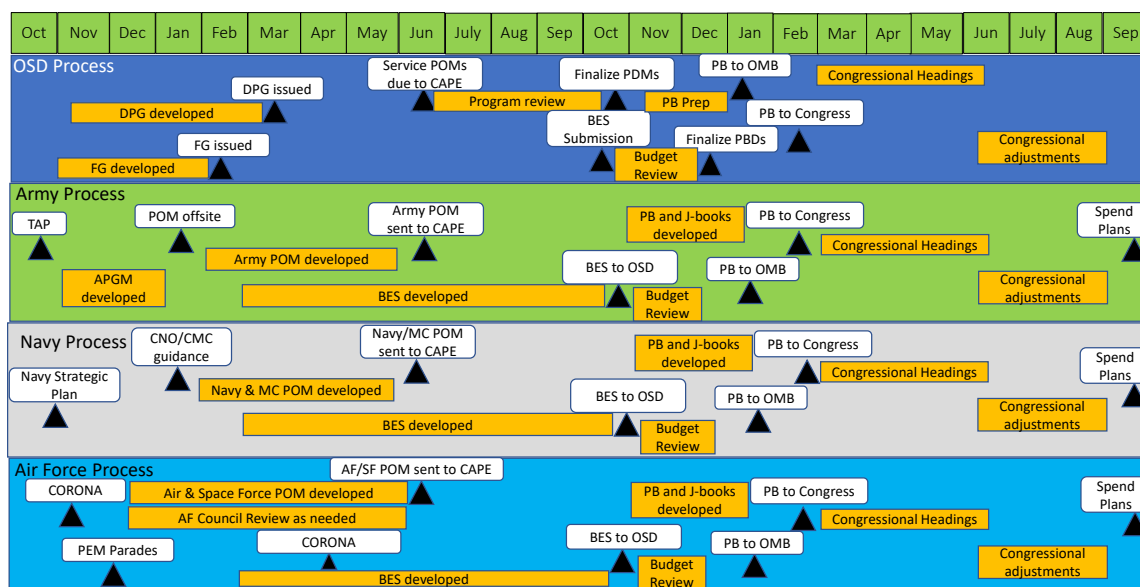 Oct Nov Dec Jan Feb Mar Apr May Jun July Aug Sep Oct Nov Dec Jan Mar Apr May Jun July Aug Sep
OSD Process
Service POMs
due to CAPE
Finalize PDMs
PB to OMB
Congressional Headings
DPG issued
Program review
PB Prep
DPG developed
BES
Submission
PB to Congress
FG issued
Finalize PBDs
Congressional
adjustments
FG developed
Budget
Review
Army Process
TAP
POM offsite
Army POM
sent to CAPE
PB and J-books
developed
PB to Congress
Spend
Plans
Army POM developed
Congressional Headings
APGM
developed
BES to OSD
PB to OMB
BES developed
Budget
Review
Congressional
adjustments
Navy Process
CNO/CMC
guidance
Navy/MC POM
sent to CAPE
PB and J-books
developed
PB to Congress
Spend
Plans
Navy Strategic
Plan
Navy & MC POM developed
Congressional Headings
BES to OSD
PB to OMB
BES developed
Budget
Review
Congressional
adjustments
Air Force Process
AF/SF POM sent to CAPE
CORONA
Air & Space Force POM developed
PB and J-books
developed
PB to Congress
Spend
Plans
AF Council Review as needed
Congressional Headings
PEM Parades
CORONA
BES to OSD
PB to OMB
BES developed
Budget
Review
Congressional
adjustments